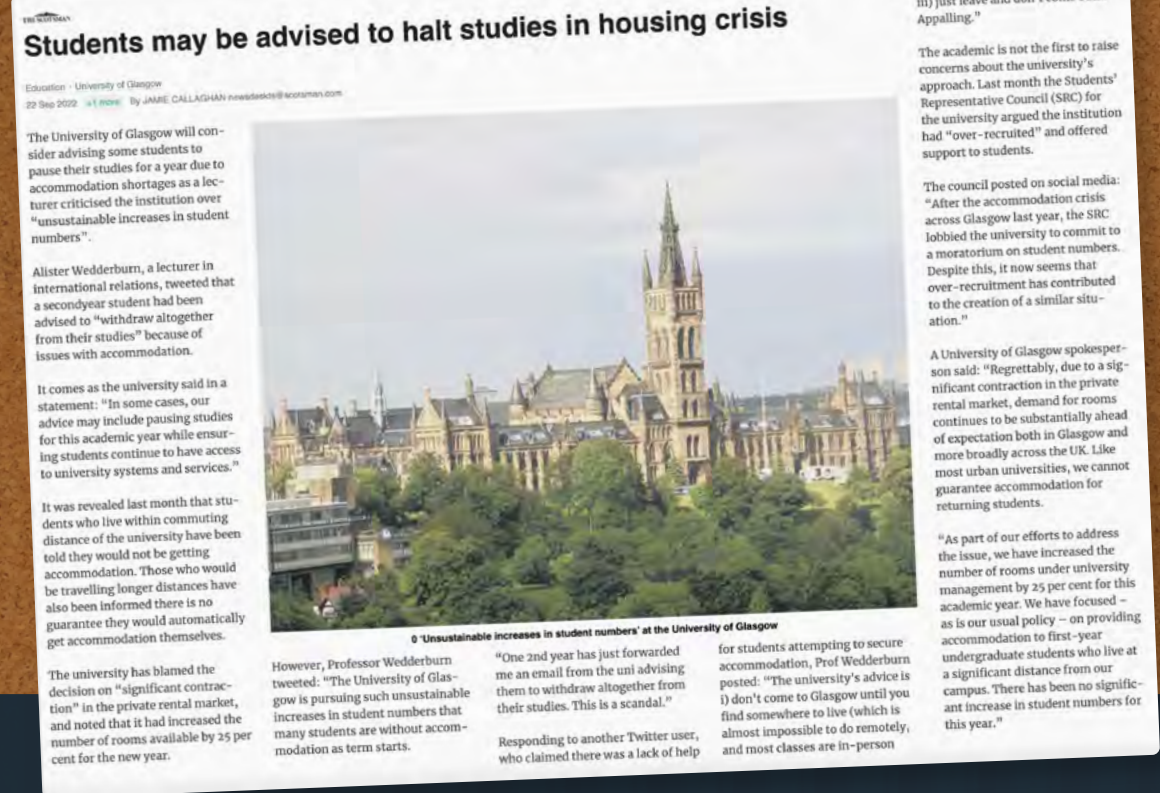 THE SCOTSMAN
Students may be advised to halt studies in housing crisis
Education · University of Glasgow
22 Sep 2022 +1 more By JAMIE CALLAGHAN newsdeskts@scotsman.com
The University of Glasgow will con-
sider advising some students to
pause their studies for a year due to
accommodation shortages as a lec-
turer criticised the institution over
“unsustainable increases in student
numbers”.
Alister Wedderburn, a lecturer in
international relations, tweeted that
a secondyear student had been
advised to “withdraw altogether
from their studies” because of
issues with accommodation.
It comes as the university said in a
statement: “In some cases, our
advice may include pausing studies
for this academic year while ensur-
ing students continue to have access
to university systems and services.”
It was revealed last month that stu-
dents who live within commuting
distance of the university have been
told they would not be getting
accommodation. Those who would
be travelling longer distances have
also been informed there is no
guarantee they would automatically
get accommodation themselves.
The university has blamed the
decision on “significant contrac-
tion” in the private rental market,
and noted that it had increased the
number of rooms available by 25 per
cent for the new year.
0 ‘Unsustainable increases in student numbers’ at the University of Glasgow
However, Professor Wedderburn
tweeted: “The University of Glas-
gow is pursuing such unsustainable
increases in student numbers that
many students are without accom-
modation as term starts.
“One 2nd year has just forwarded
me an email from the uni advising
them to withdraw altogether from
their studies. This is a scandal.”
Responding to another Twitter user,
who claimed there was a lack of help
for students attempting to secure
accommodation, Prof Wedderburn
posted: “The university’s advice is
i) don’t come to Glasgow until you
find somewhere to live (which is
almost impossible to do remotely,
and most classes are in-person
just leave and
Appalling.”
The academic is not the first to raise
concerns about the university’s
approach. Last month the Students’
Representative Council (SRC) for
the university argued the institution
had “over-recruited” and offered
support to students.
The council posted on social media:
“After the accommodation crisis
across Glasgow last year, the SRC
lobbied the university to commit to
a moratorium on student numbers.
Despite this, it now seems that
over-recruitment has contributed
to the creation of a similar situ-
ation.”
A University of Glasgow spokesper-
son said: “Regrettably, due to a sig-
nificant contraction in the private
rental market, demand for rooms
continues to be substantially ahead
of expectation both in Glasgow and
more broadly across the UK. Like
most urban universities, we cannot
guarantee accommodation for
returning students.
“As part of our efforts to address
the issue, we have increased the
number of rooms under university
management by 25 per cent for this
academic year. We have focused –
as is our usual policy – on providing
accommodation to first-year
undergraduate students who live at
a significant distance from our
campus. There has been no signific-
ant increase in student numbers for
this year.”